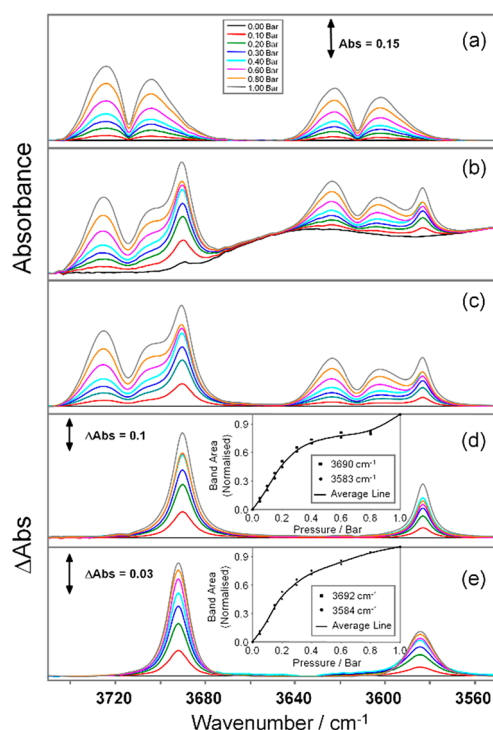 0.00 Bar
0.10 Bar
0.20 Bar
0.30 Bar
0.40 Bar
0.60 Bar
0.80 Bar
1.00 Bar
Abs = 0.15
(a)
(b)
(c)
Absorbance
ΔAbs = 0.1
(d)
Band Area
(Normalised)
0.9
0.6
0.3
0.0
3690 cm-1
3583 cm-1
Average Line
0.0 0.2 0.4 0.6 0.8 1.0
Pressure / Bar
ΔAbs
ΔAbs = 0.03
(e)
Band Area
(Normalised)
0.9
0.6
0.3
0.0
3692 cm-1
3584 cm-1
Average Line
0.0 0.2 0.4 0.6 0.8 1.0
Pressure / Bar
3720 3680 3640 3600 3560
Wavenumber / cm-1